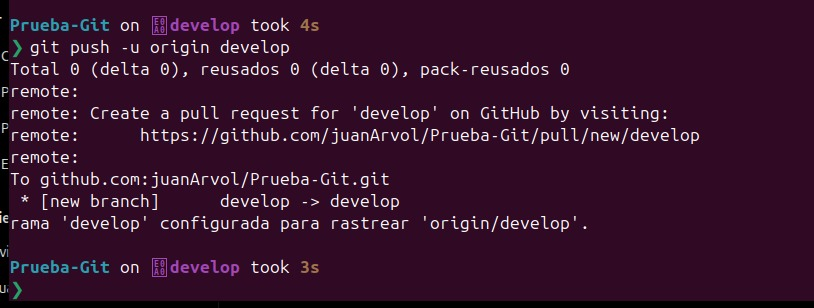 Prueba-Git on develop took 4s
❯ git push -u origin develop
Total 0 (delta 0), reusados 0 (delta 0), pack-reusados 0
remote:
remote: Create a pull request for 'develop' on GitHub by visiting:
remote:      https://github.com/juanArvol/Prueba-Git/pull/new/develop
remote:
To github.com:juanArvol/Prueba-Git.git
 * [new branch]      develop -> develop
rama 'develop' configurada para rastrear 'origin/develop'.
Prueba-Git on develop took 3s
❯